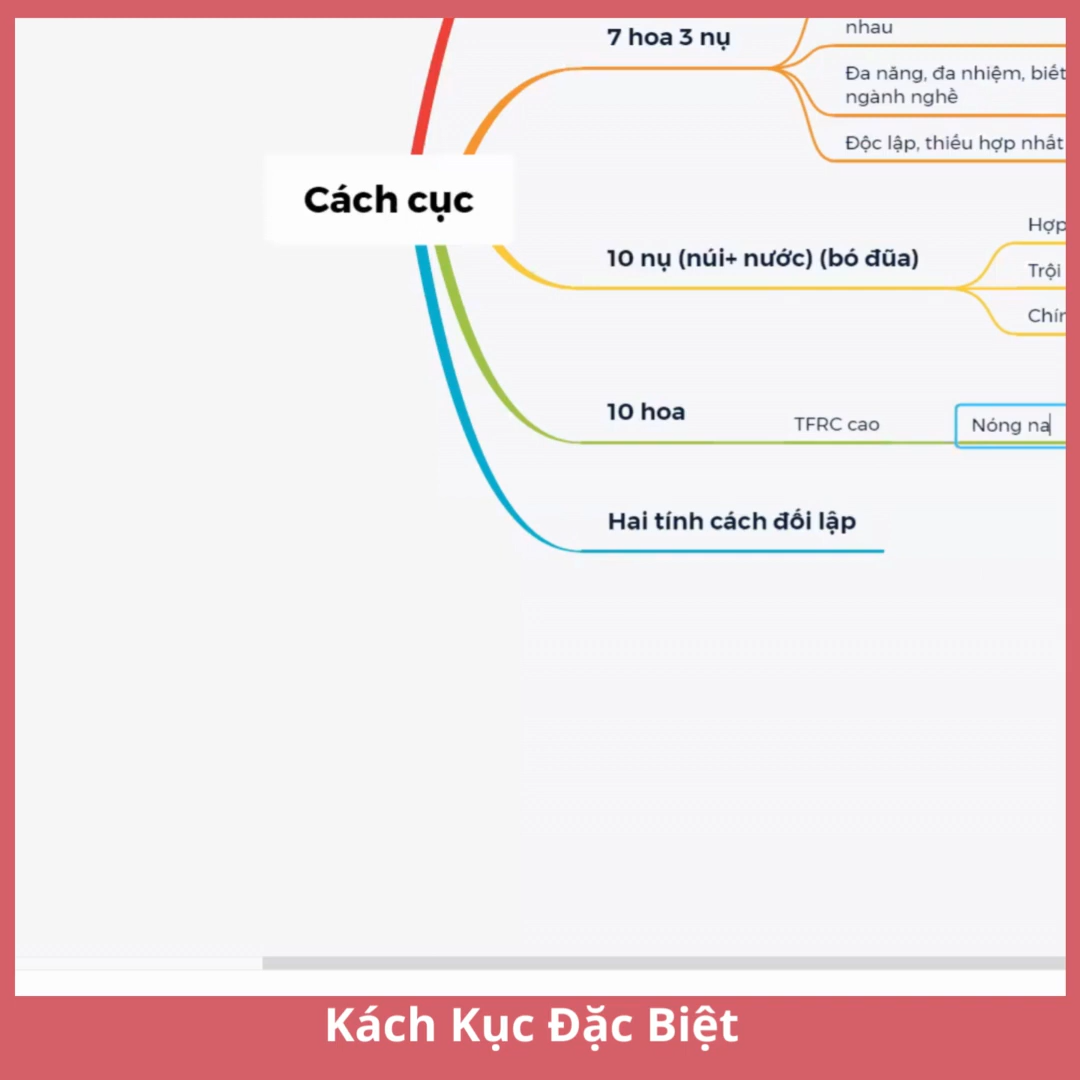 nhau
7 hoa 3 nụ
Đa năng, đa nhiệm, biết
ngành nghề
Độc lập, thiếu hợp nhất
Cách cục
Hợp
10 nụ (núi+ nước) (bó đũa)
Trội
Chín
10 hoa
TFRC cao
Nóng nạ
Hai tính cách đối lập
Kách Kục Đặc Biệt